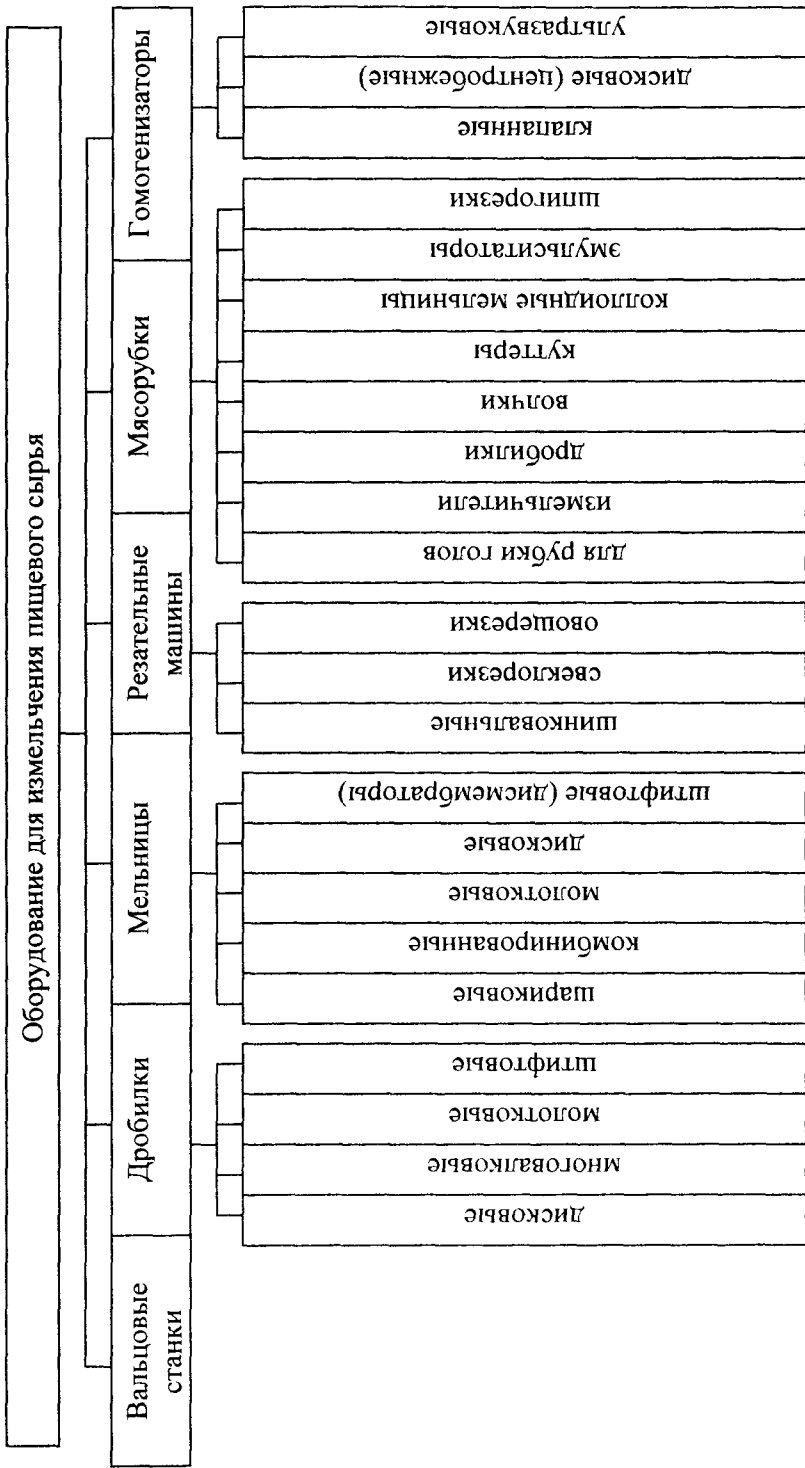 Оборудование для измельчения пищевого сырья
Вальцовые
станки
Дробилки
Мельницы
Резательные
машины
Мясорубки
Гомогенизаторы
дисковые
многовалковые
молотковые
штифтовые
шариковые
комбинированные
молотковые
дисковые
штифтовые (дисмембраторы)
шинковальные
свеклорезки
овощерезки
для рубки голов
измельчители
дробилки
волчки
куттеры
коллоидные мельницы
эмульситаторы
шпигорезки
клапанные
дисковые (центробежные)
ультразвуковые